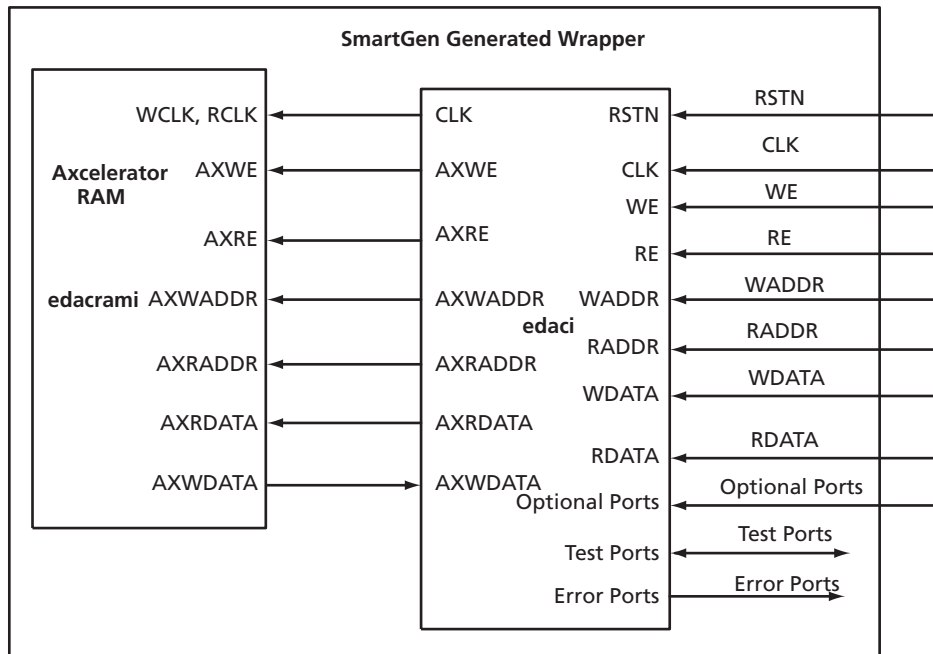 SmartGen Generated Wrapper
WCLK, RCLK
Axcelerator
RAM
AXWE
AXRE
edacrami
AXWADDR
AXRADDR
AXRDATA
AXWDATA
CLK
AXWE
AXRE
AXWADDR
edaci
AXRADDR
AXRDATA
AXWDATA
RSTN
CLK
WE
RE
WADDR
RADDR
WDATA
RDATA
Optional Ports
Test Ports
Error Ports
RSTN
CLK
WE
RE
WADDR
RADDR
WDATA
RDATA
Optional Ports
Test Ports
Error Ports